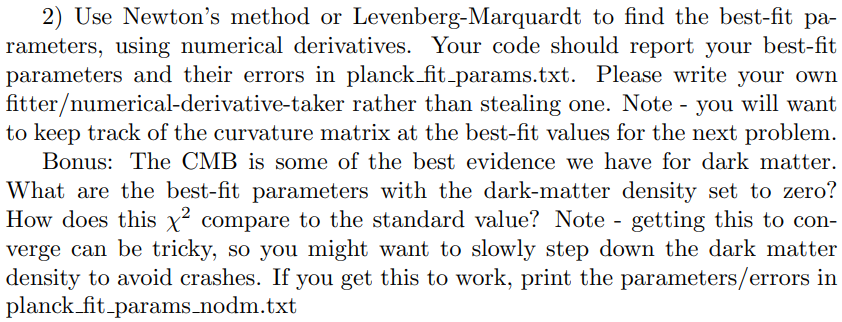 2) Use Newton's method or Levenberg-Marquardt to find the best-fit pa-
rameters, using numerical derivatives. Your code should report your best-fit
parameters and their errors in planck_fit_params.txt. Please write your own
fitter/numerical-derivative-taker rather than stealing one. Note - you will want
to keep track of the curvature matrix at the best-fit values for the next problem.
Bonus: The CMB is some of the best evidence we have for dark matter.
What are the best-fit parameters with the dark-matter density set to zero?
How does this χ² compare to the standard value? Note - getting this to con-
verge can be tricky, so you might want to slowly step down the dark matter
density to avoid crashes. If you get this to work, print the parameters/errors in
planck_fit_params_nodm.txt